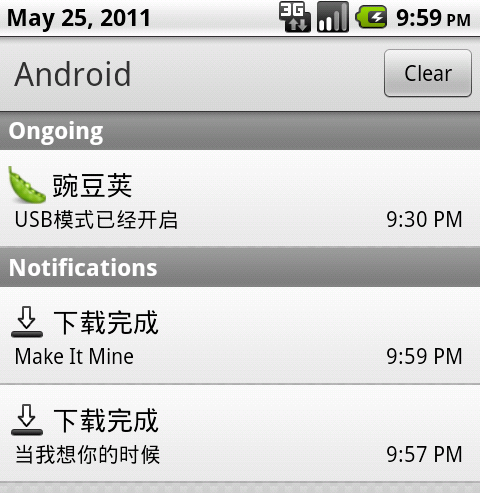 May 25, 2011 3G 9:59 PM
Android Clear
Ongoing
豌豆荚
USB模式已经开启 9:30 PM
Notifications
下载完成
Make It Mine 9:59 PM
下载完成
当我想你的时候 9:57 PM